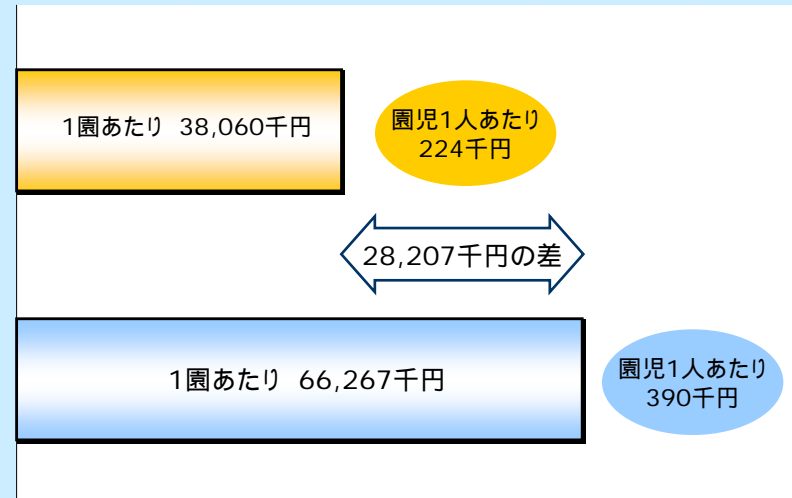 1園あたり 38,060千円
園児1人あたり
224千円
28,207千円の差
1園あたり 66,267千円
園児1人あたり
390千円